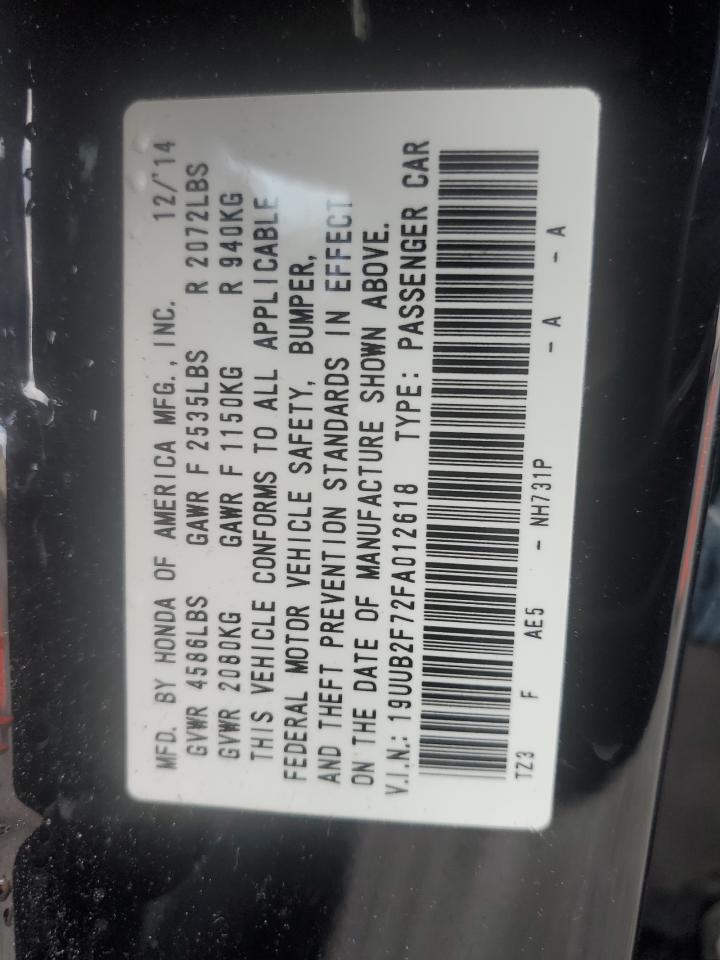 MFD. BY HONDA OF AMERICA MFG., INC. 12/'14
GVWR 4586LBS GAWR F 2535LBS R 2072LBS
GVWR 2080KG GAWR F 1150KG R 940KG
THIS VEHICLE CONFORMS TO ALL APPLICABLE
FEDERAL MOTOR VEHICLE SAFETY, BUMPER,
AND THEFT PREVENTION STANDARDS IN EFFECT
ON THE DATE OF MANUFACTURE SHOWN ABOVE.
V.I.N.: 19UUB2F72FA012618 TYPE: PASSENGER CAR
TZ3 F AE5 - NH731P - A - A